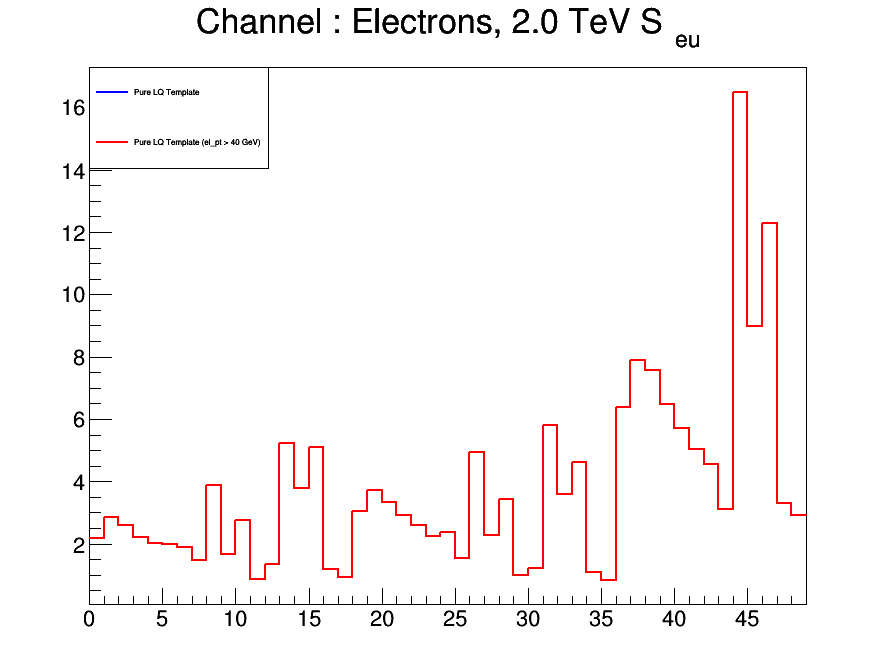 Channel : Electrons, 2.0 TeV S eu
Pure LQ Template
Pure LQ Template (el_pt > 40 GeV)
16
14
12
10
8
6
4
2
0 5 10 15 20 25 30 35 40 45